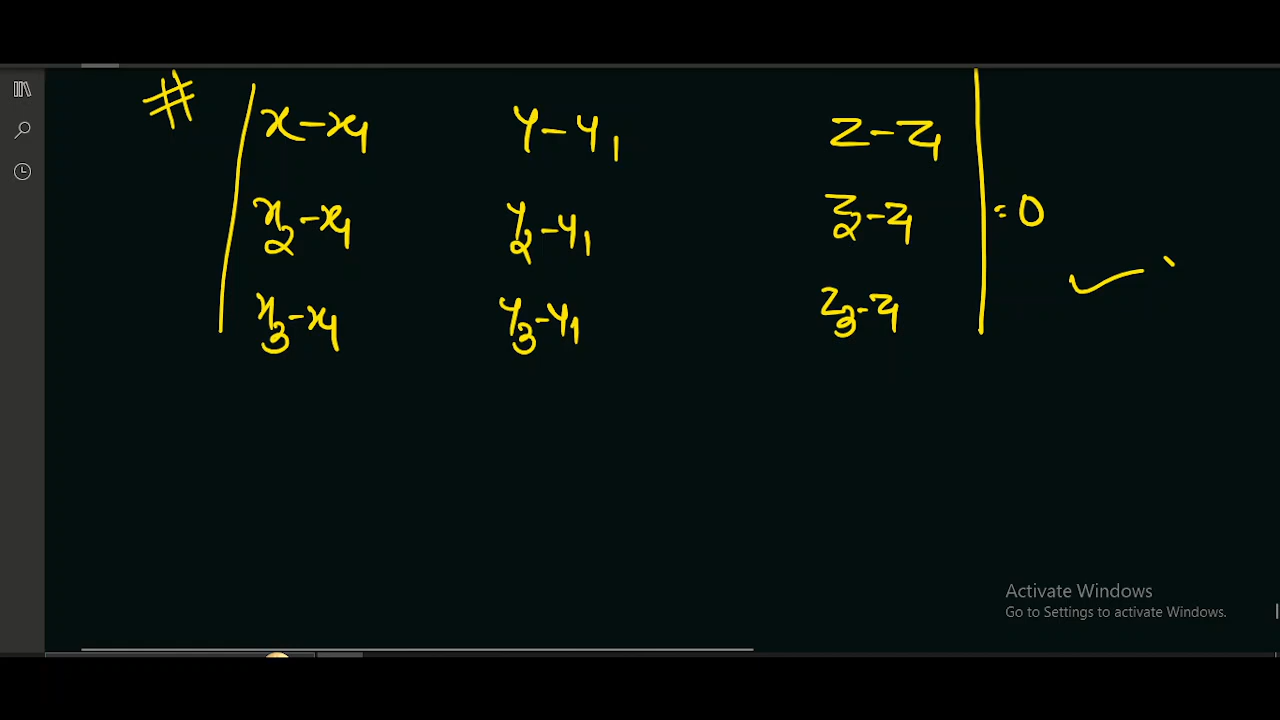 # | x - x₁ y - y₁ z - z₁ |
| x₂ - x₁ y₂ - y₁ z₂ - z₁ | = 0
| x₃ - x₁ y₃ - y₁ z₃ - z₁ |
Activate Windows
Go to Settings to activate Windows.